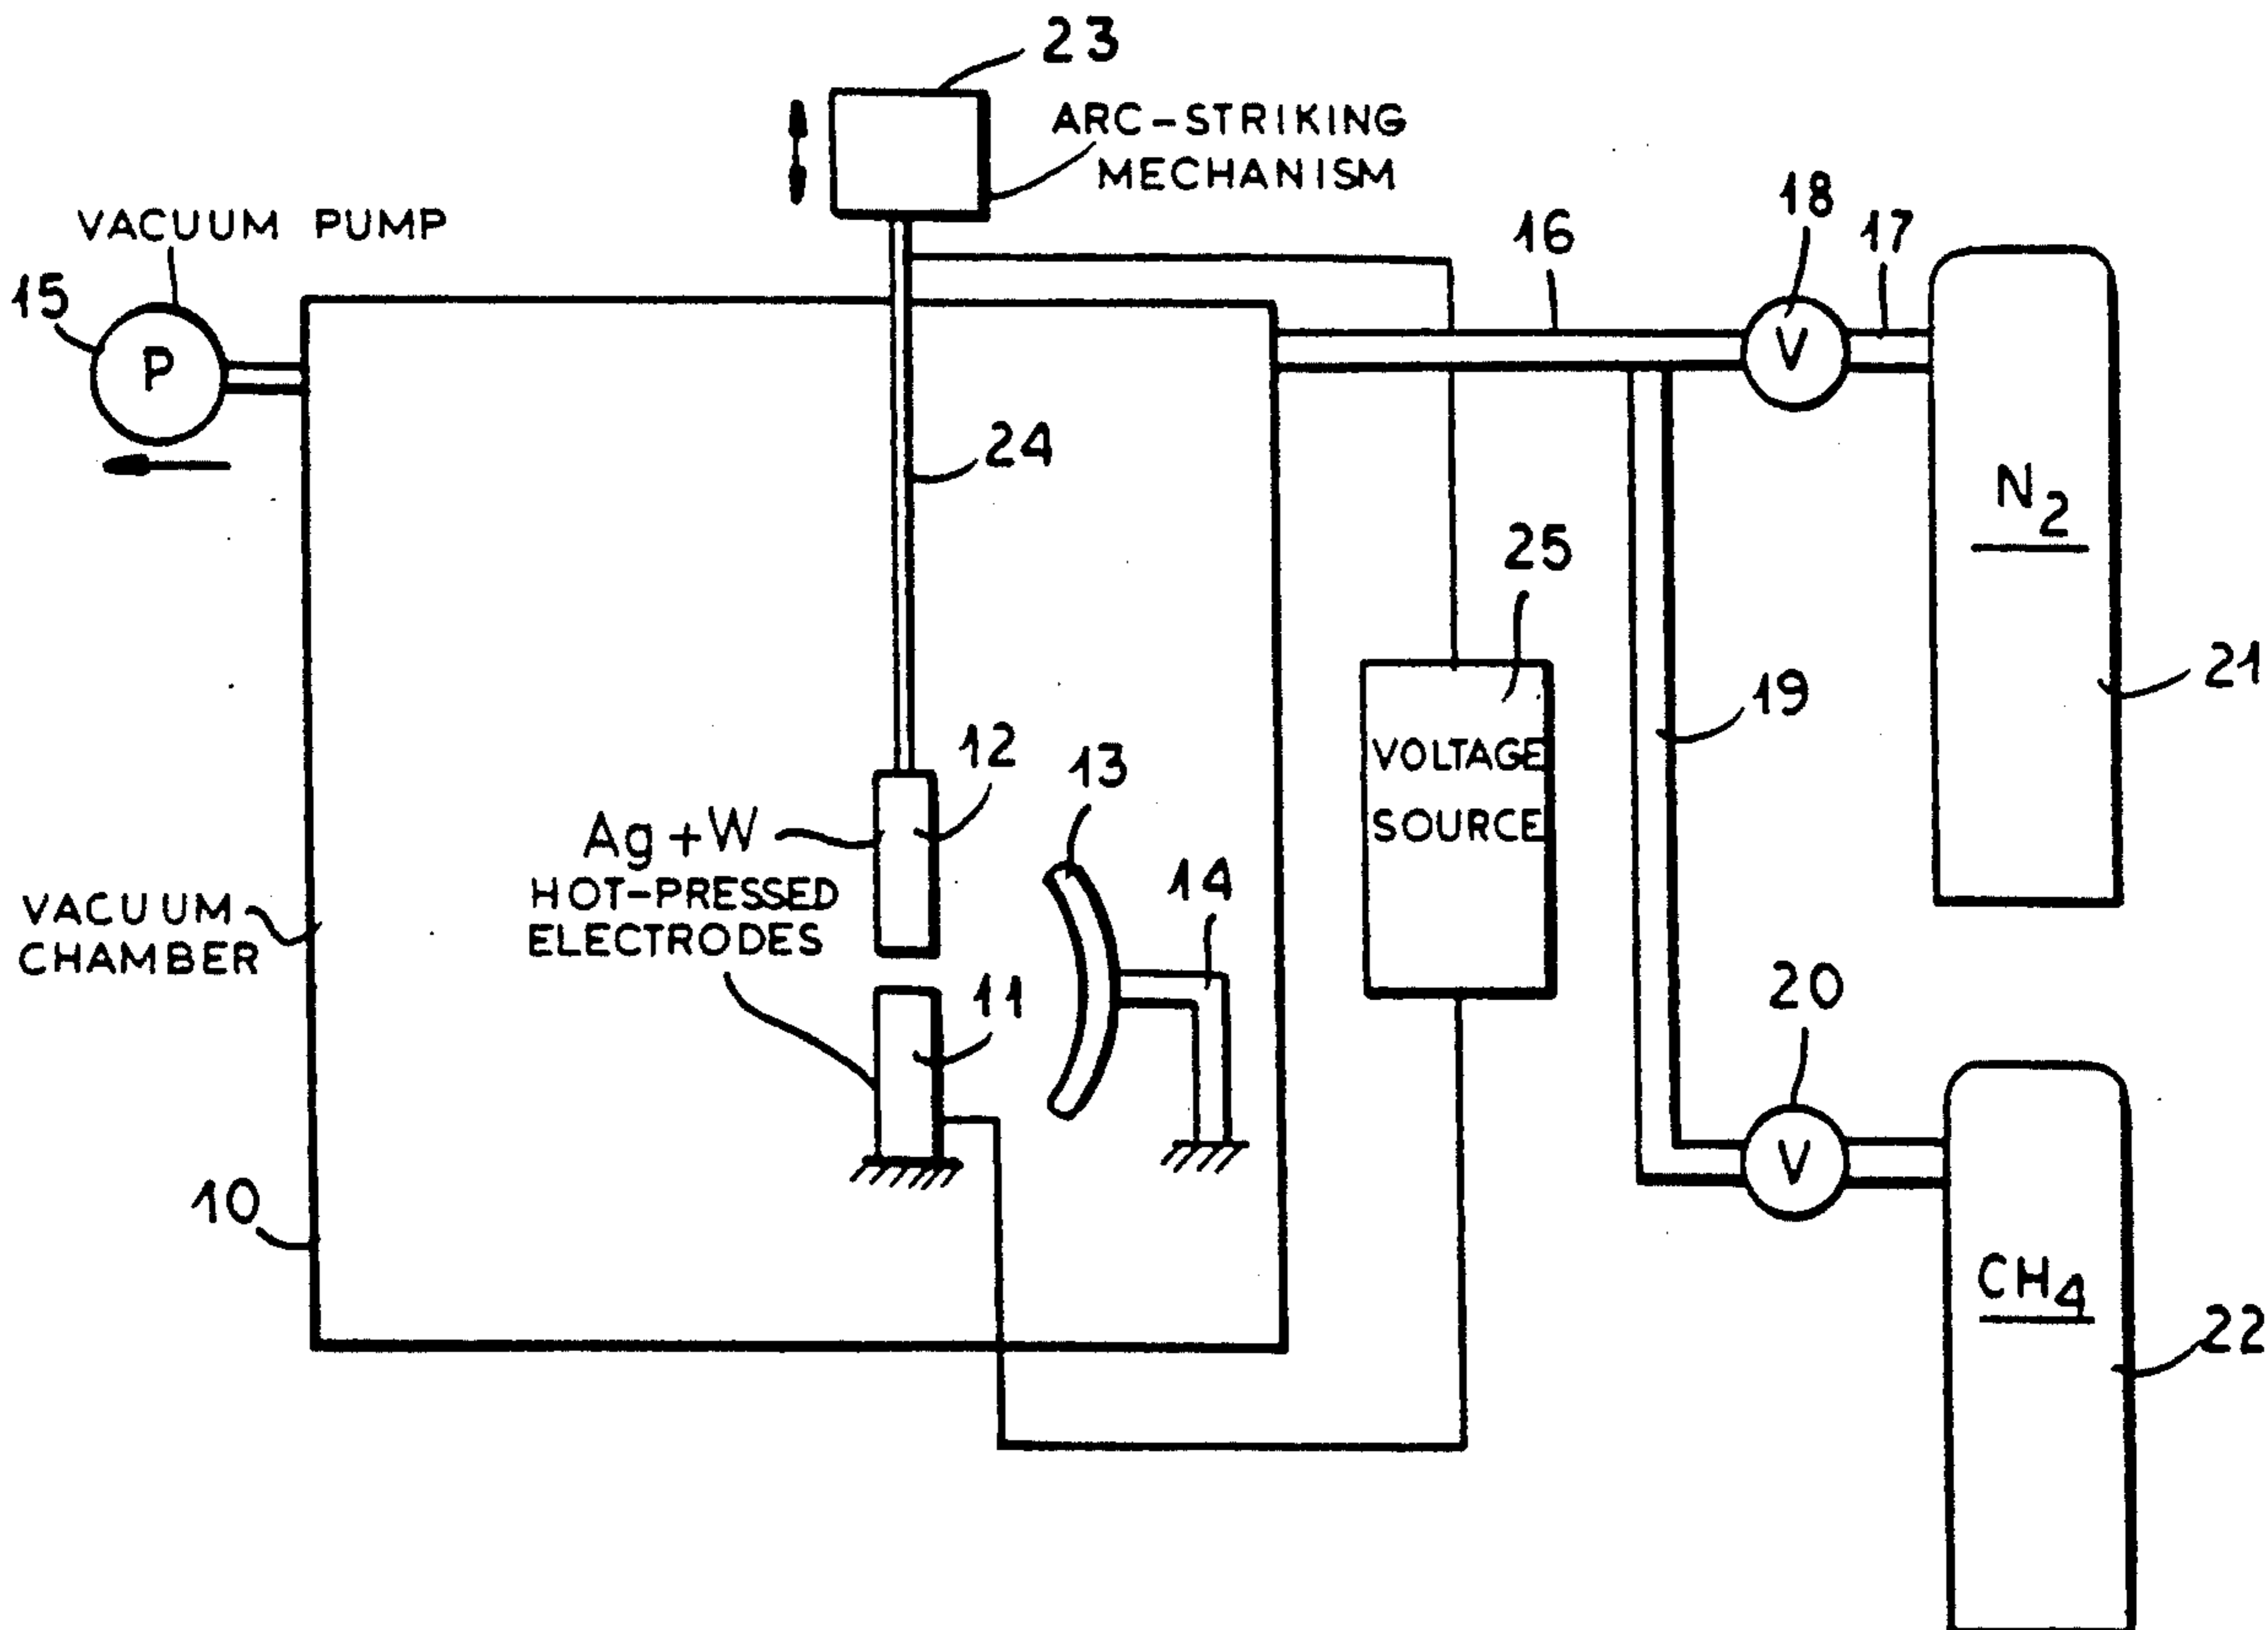 23
ARC-STRIKING
MECHANISM
VACUUM PUMP
15
P
16
18
V
17
N2
21
24
25
VOLTAGE
SOURCE
19
12
13
Ag+W
HOT-PRESSED
ELECTRODES
14
11
VACUUM
CHAMBER
10
20
V
CH4
22